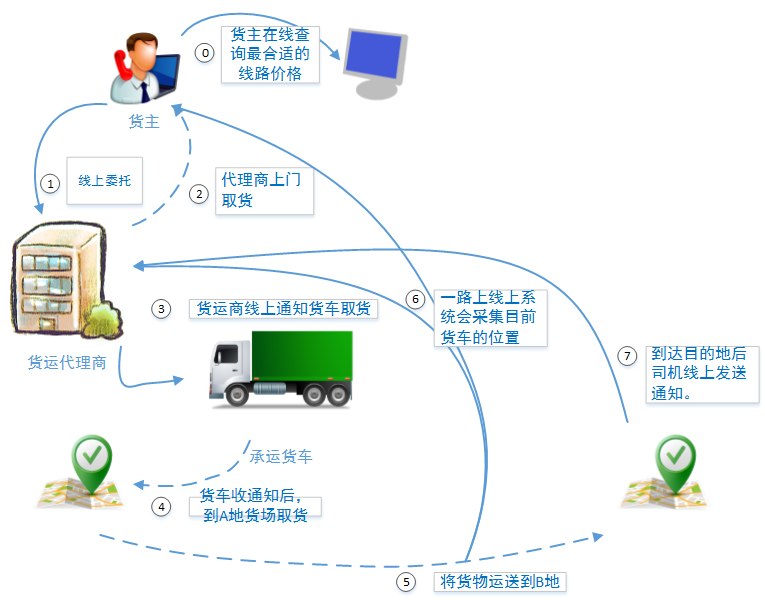 0
货主在线查
询最合适的
线路价格
货主
1
线上委托
2
代理商上门
取货
3
货运商线上通知货车取货
6
一路上线上系
统会采集目前
货车的位置
7
到达目的地后
司机线上发送
通知。
货运代理商
承运货车
4
货车收通知后，
到A地货场取货
5
将货物运送到B地